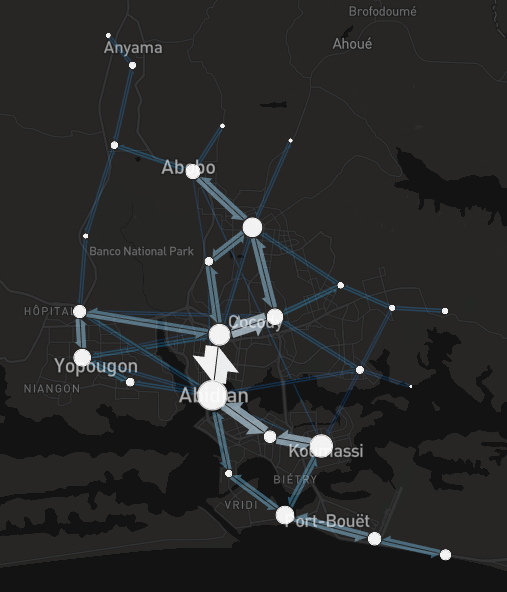 Brofodoumé
Anyama
Ahoué
Abobo
Banco National Park
HÔPITAL
Cocody
Yopougon
NIANGON
Abidjan
Koumassi
BIÉTRY
VRIDI
Port-Bouët